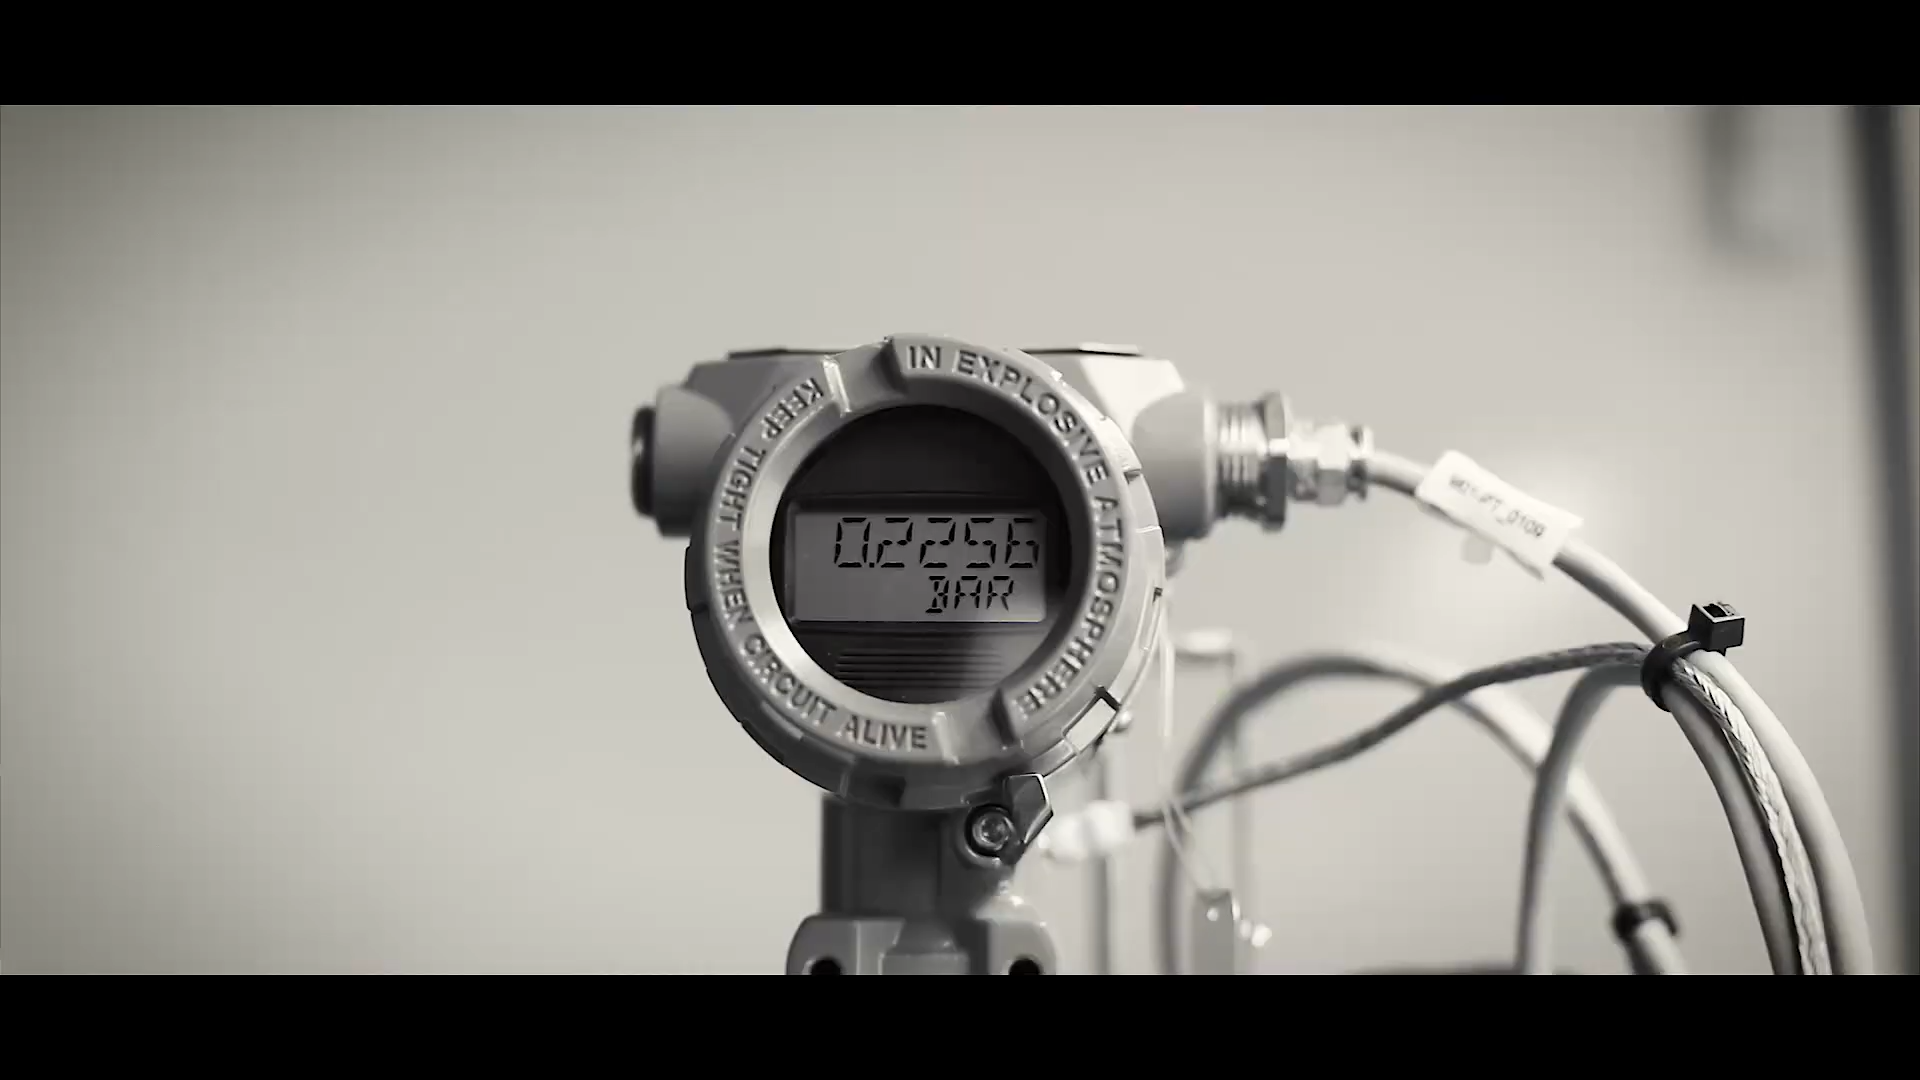 KEEP TIGHT WHEN CIRCUIT ALIVE
IN EXPLOSIVE ATMOSPHERE
0.2256
BAR